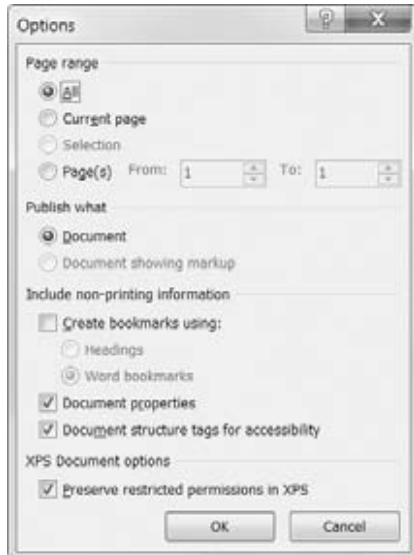 Options
?
X
Page range
All
Current page
Selection
Page(s) From: 1 To: 1
Publish what
Document
Document showing markup
Include non-printing information
Create bookmarks using:
Headings
Word bookmarks
Document properties
Document structure tags for accessibility
XPS Document options
Preserve restricted permissions in XPS
OK Cancel